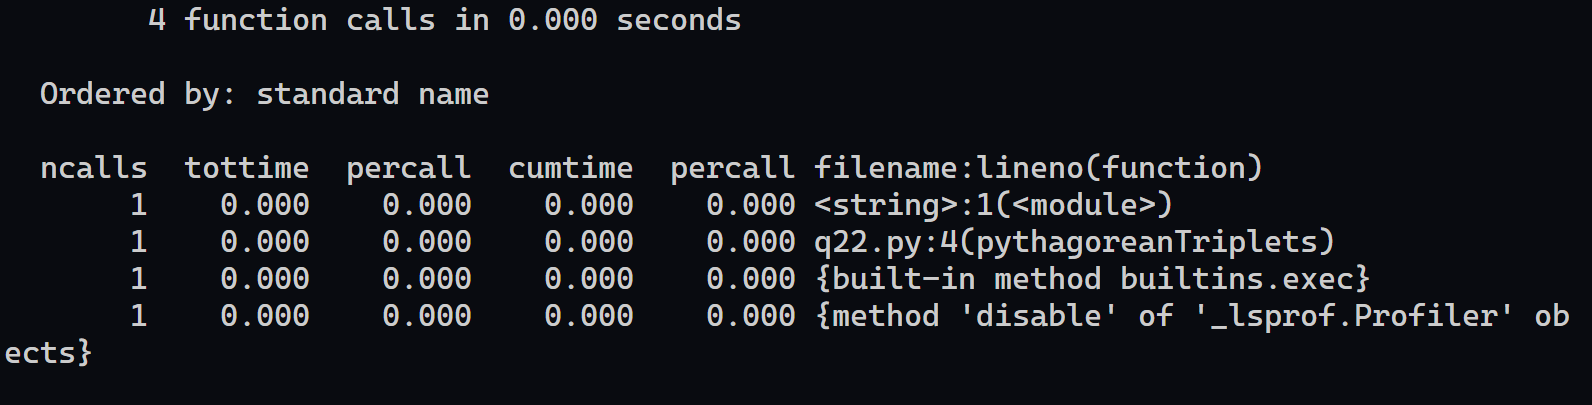 4 function calls in 0.000 seconds
Ordered by: standard name
ncalls  tottime  percall  cumtime  percall filename:lineno(function)
1    0.000    0.000    0.000    0.000 <string>:1(<module>)
1    0.000    0.000    0.000    0.000 q22.py:4(pythagoreanTriplets)
1    0.000    0.000    0.000    0.000 {built-in method builtins.exec}
1    0.000    0.000    0.000    0.000 {method 'disable' of '_lsprof.Profiler' ob
ects}